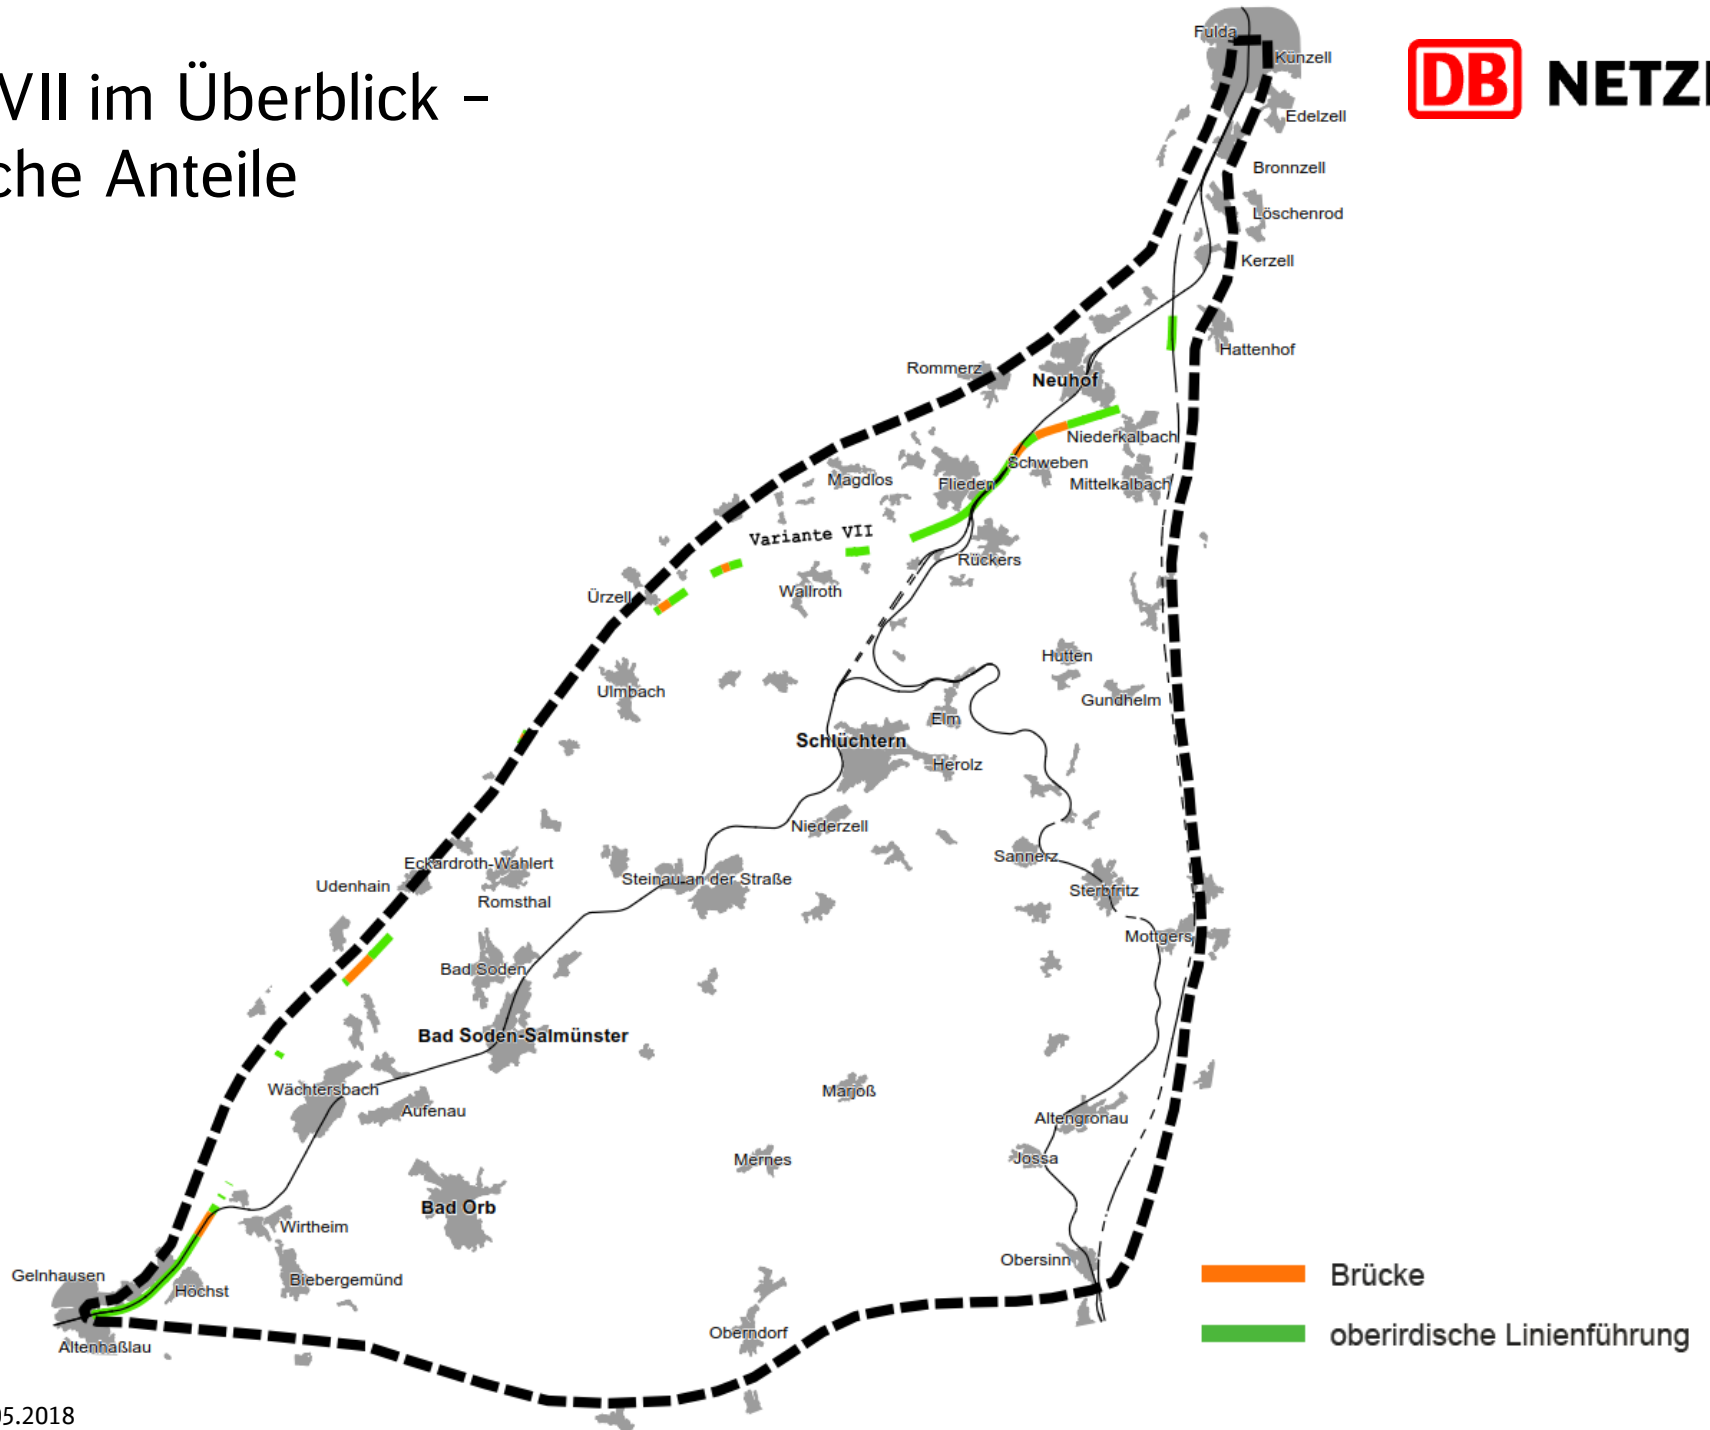 VII im Überblick –
che Anteile
DB NETZE
Fulda
Künzell
Edelzell
Bronnzell
Löschenrod
Kerzell
Hattenhof
Rommerz
Neuhof
Niederkalbach
Schweben
Magdlos
Flieden
Mittelkalbach
Variante VII
Rückers
Ürzell
Wallroth
Hutten
Ulmbach
Gundhelm
Elm
Schlüchtern
Herolz
Niederzell
Sannerz
Eckardroth-Wahlert
Udenhain
Steinau an der Straße
Sterbfritz
Romsthal
Mottgers
Bad Soden
Bad Soden-Salmünster
Wächtersbach
Marjoß
Aufenau
Altengronau
Mernes
Jossa
Bad Orb
Wirtheim
Obersinn
Gelnhausen
Biebergemünd
Höchst
Brücke
Oberndorf
oberirdische Linienführung
Altenhaßlau
05.2018